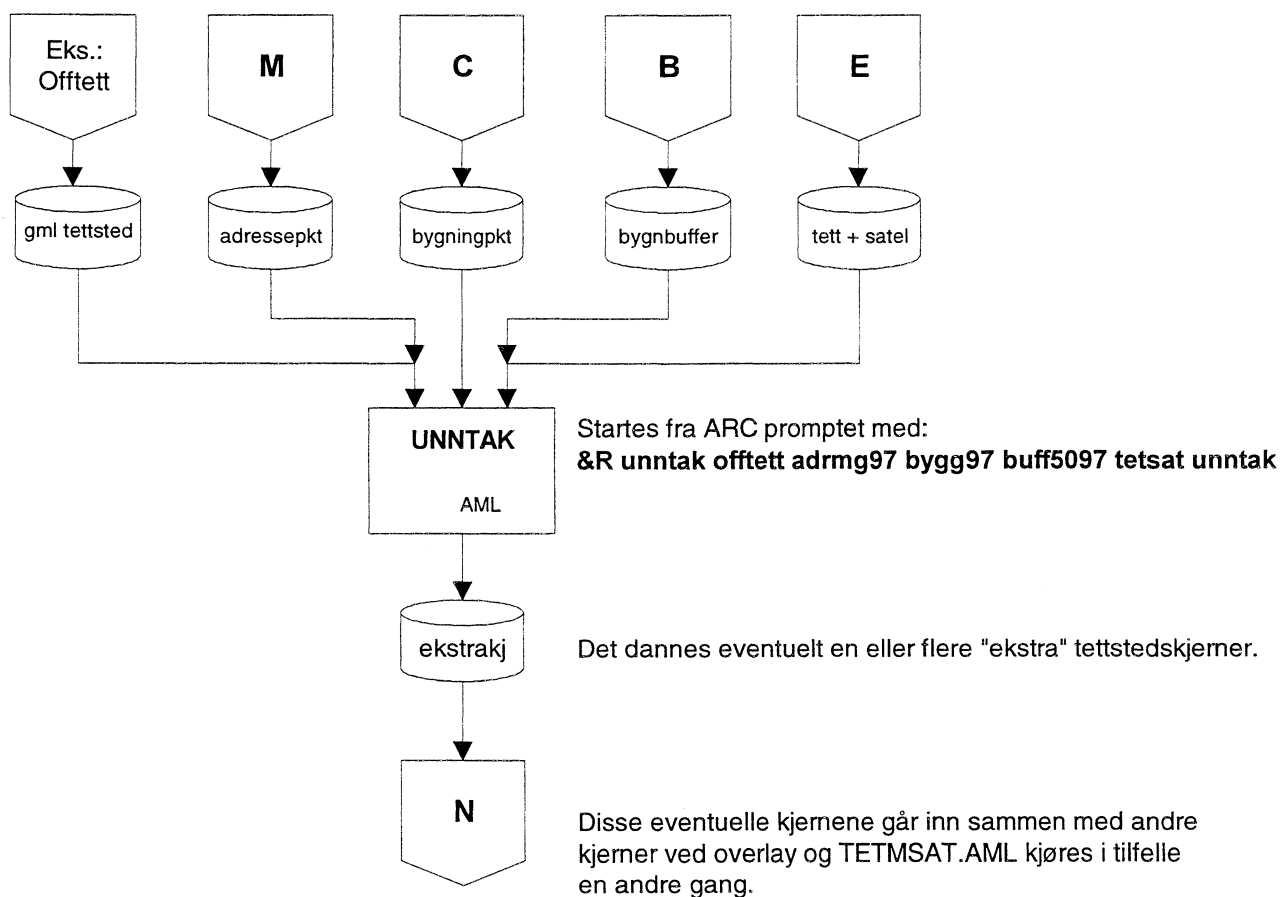 Eks.:
Offtett
M
C
B
E
gml tettsted
adressepkt
bygningpkt
bygnbuffer
tett + satel
UNNTAK
AML
Startes fra ARC promptet med:
&R unntak offtett adrmg97 bygg97 buff5097 tetsat unntak
ekstrakj
Det dannes eventuelt en eller flere "ekstra" tettstedskjerner.
N
Disse eventuelle kjernene går inn sammen med andre
kjerner ved overlay og TETMSAT.AML kjøres i tilfelle
en andre gang.